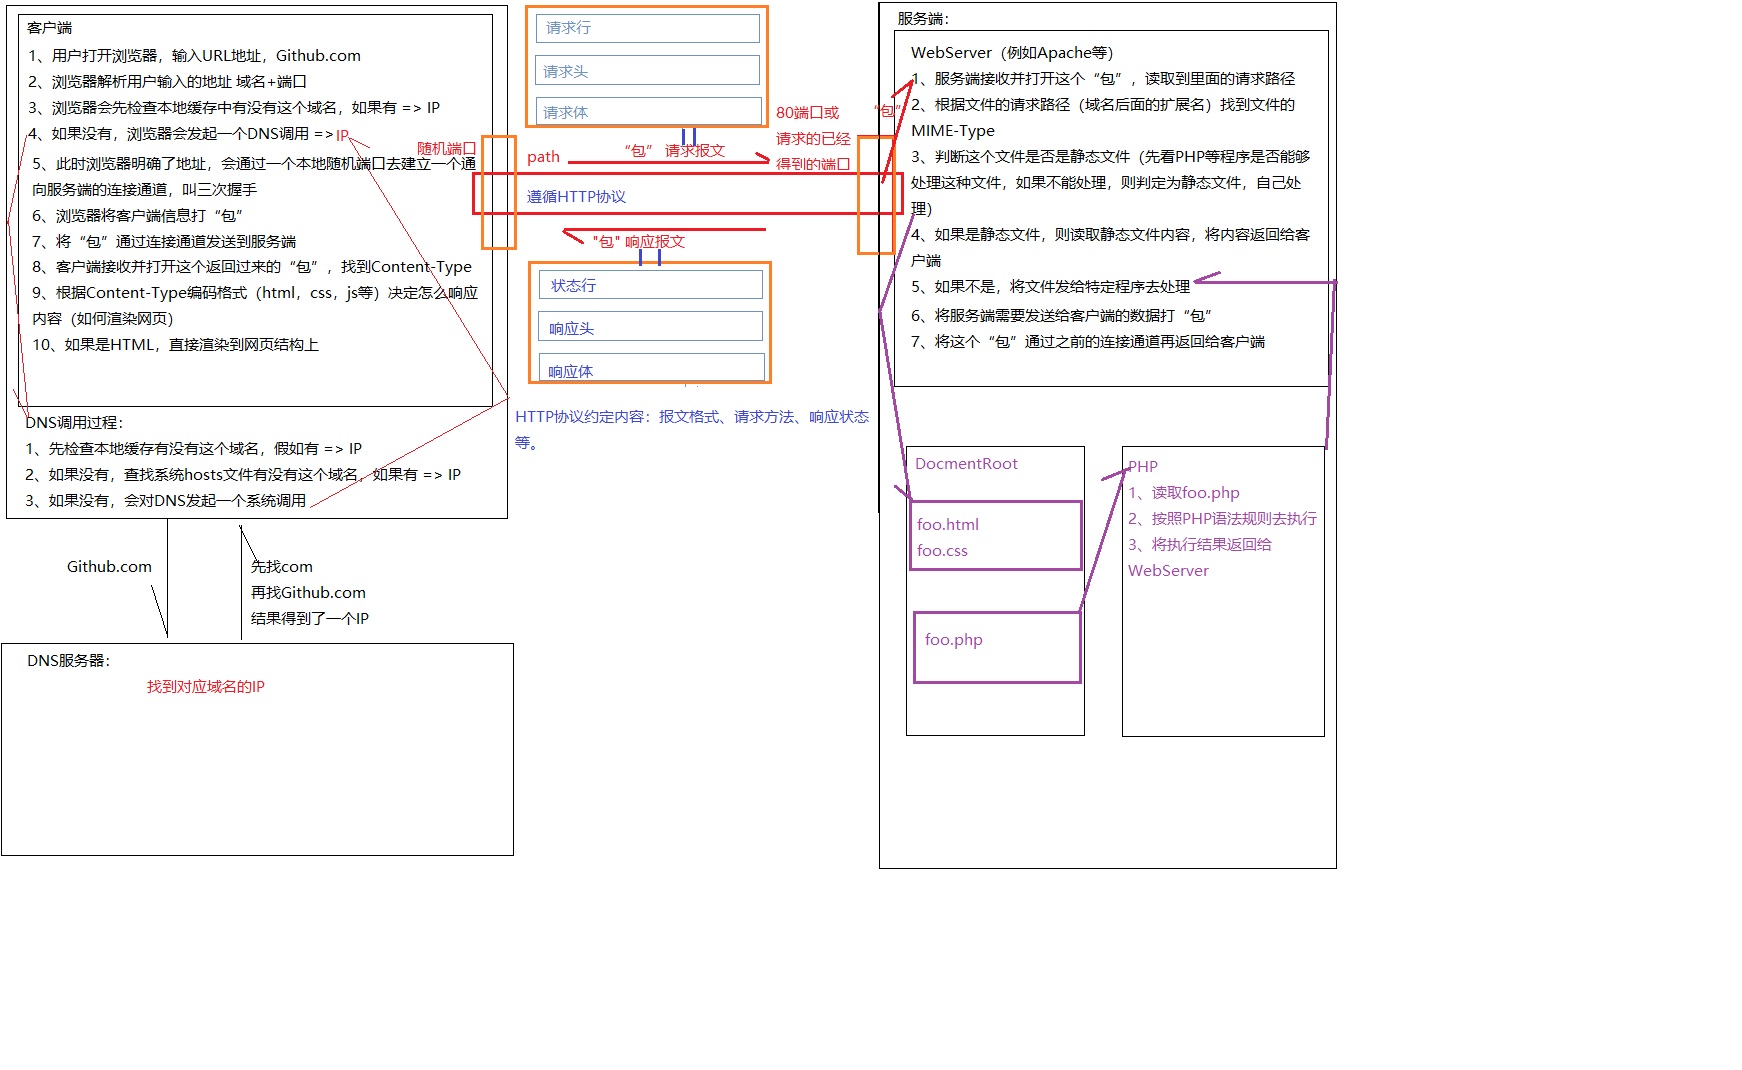 客户端
1、用户打开浏览器，输入URL地址，Github.com
2、浏览器解析用户输入的地址 域名+端口
3、浏览器会先检查本地缓存中有没有这个域名，如果有 => IP
4、如果没有，浏览器会发起一个DNS调用 => IP
5、此时浏览器明确了地址，会通过一个本地随机端口去建立一个通
向服务端的连接通道，叫三次握手
6、浏览器将客户端信息打“包”
7、将“包”通过连接通道发送到服务端
8、客户端接收并打开这个返回过来的“包”，找到Content-Type
9、根据Content-Type编码格式（html，css，js等）决定怎么响应
内容（如何渲染网页）
10、如果是HTML，直接渲染到网页结构上
DNS调用过程：
1、先检查本地缓存有没有这个域名，假如有 => IP
2、如果没有，查找系统hosts文件有没有这个域名，如果有 => IP
3、如果没有，会对DNS发起一个系统调用
Github.com
先找com
再找Github.com
结果得到了一个IP
DNS服务器：
找到对应域名的IP
随机端口
请求行
请求头
请求体
path
“包” 请求报文
80端口或
请求的已经
得到的端口
“包”
遵循HTTP协议
"包" 响应报文
状态行
响应头
响应体
HTTP协议约定内容：报文格式、请求方法、响应状态
等。
服务端：
WebServer（例如Apache等）
1、服务端接收并打开这个“包”，读取到里面的请求路径
2、根据文件的请求路径（域名后面的扩展名）找到文件的
MIME-Type
3、判断这个文件是否是静态文件（先看PHP等程序是否能够
处理这种文件，如果不能处理，则判定为静态文件，自己处
理）
4、如果是静态文件，则读取静态文件内容，将内容返回给客
户端
5、如果不是，将文件发给特定程序去处理
6、将服务端需要发送给客户端的数据打“包”
7、将这个“包”通过之前的连接通道再返回给客户端
DocmentRoot
foo.html
foo.css
foo.php
PHP
1、读取foo.php
2、按照PHP语法规则去执行
3、将执行结果返回给
WebServer